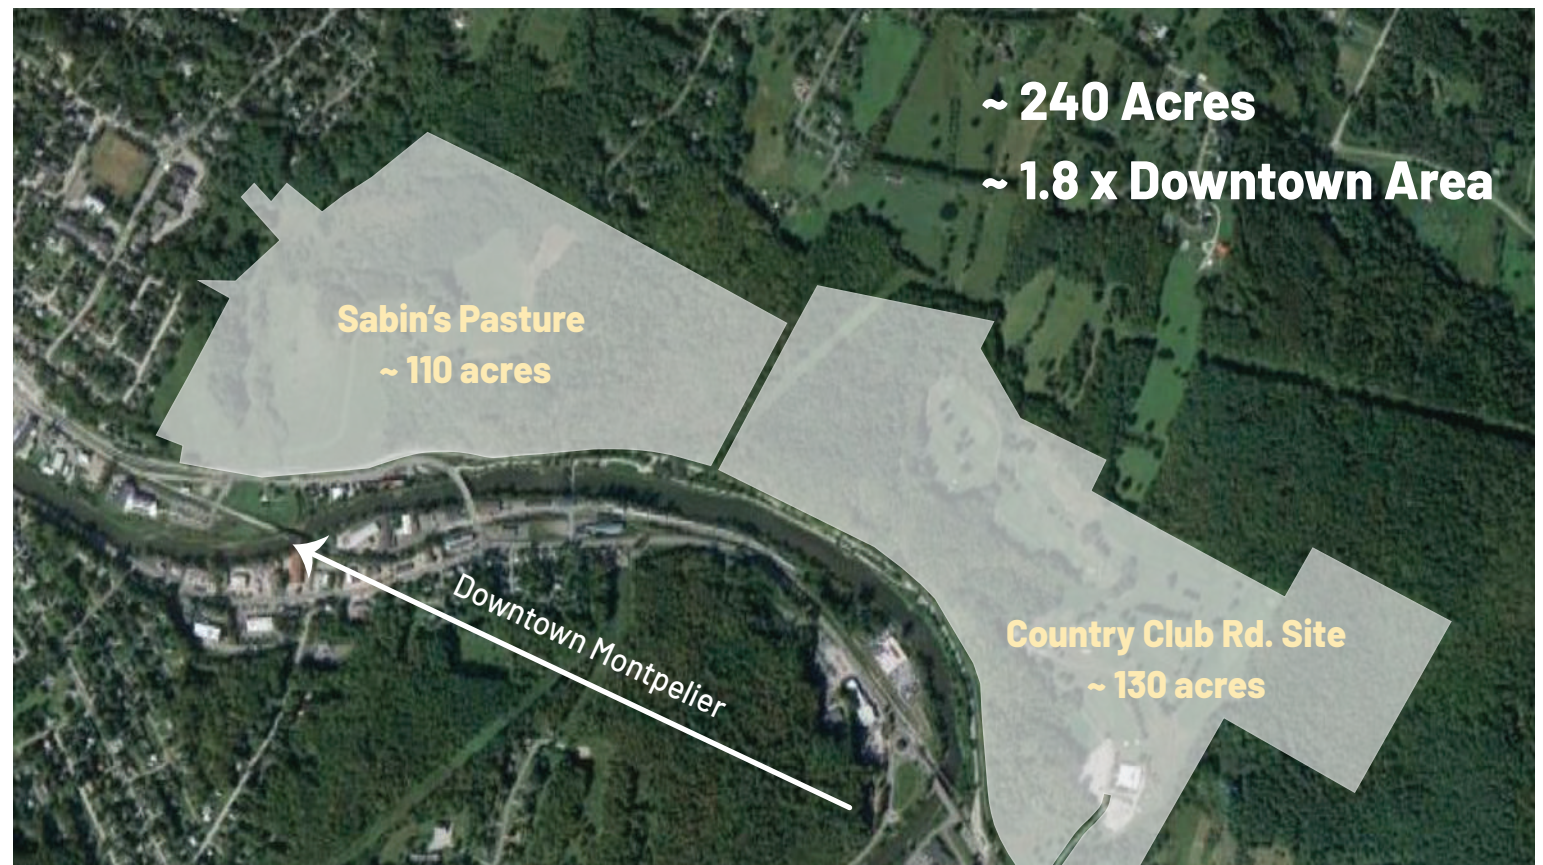 ~ 240 Acres
~ 1.8 x Downtown Area
Sabin's Pasture
~ 110 acres
Downtown Montpelier
Country Club Rd. Site
~ 130 acres